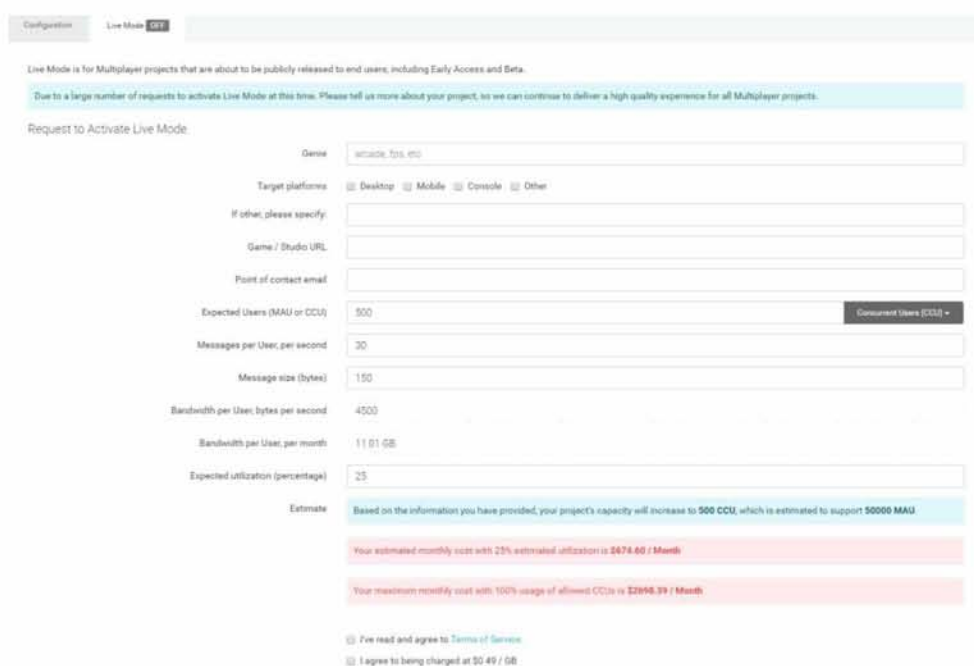 Configuration
Live Mode OFF
Live Mode is for Multiplayer projects that are about to be publicly released to end users, including Early Access and Beta.
Due to a large number of requests to activate Live Mode at this time. Please tell us more about your project, so we can continue to deliver a high quality experience for all Multiplayer projects.
Request to Activate Live Mode
Genre arcade, fps, etc
Target platforms Desktop Mobile Console Other
If other, please specify:
Game / Studio URL
Point of contact email
Expected Users (MAU or CCU) 500 Concurrent Users (CCU)
Messages per User, per second 30
Message size (bytes) 150
Bandwidth per User, bytes per second 4500
Bandwidth per User, per month 11.01 GB
Expected utilization (percentage) 25
Estimate Based on the information you have provided, your project's capacity will increase to 500 CCU, which is estimated to support 50000 MAU
Your estimated monthly cost with 25% estimated utilization is $674.60 / Month
Your maximum monthly cost with 100% usage of allowed CCUs is $2698.39 / Month
I've read and agree to Terms of Service
I agree to being charged at $0.49 / GB